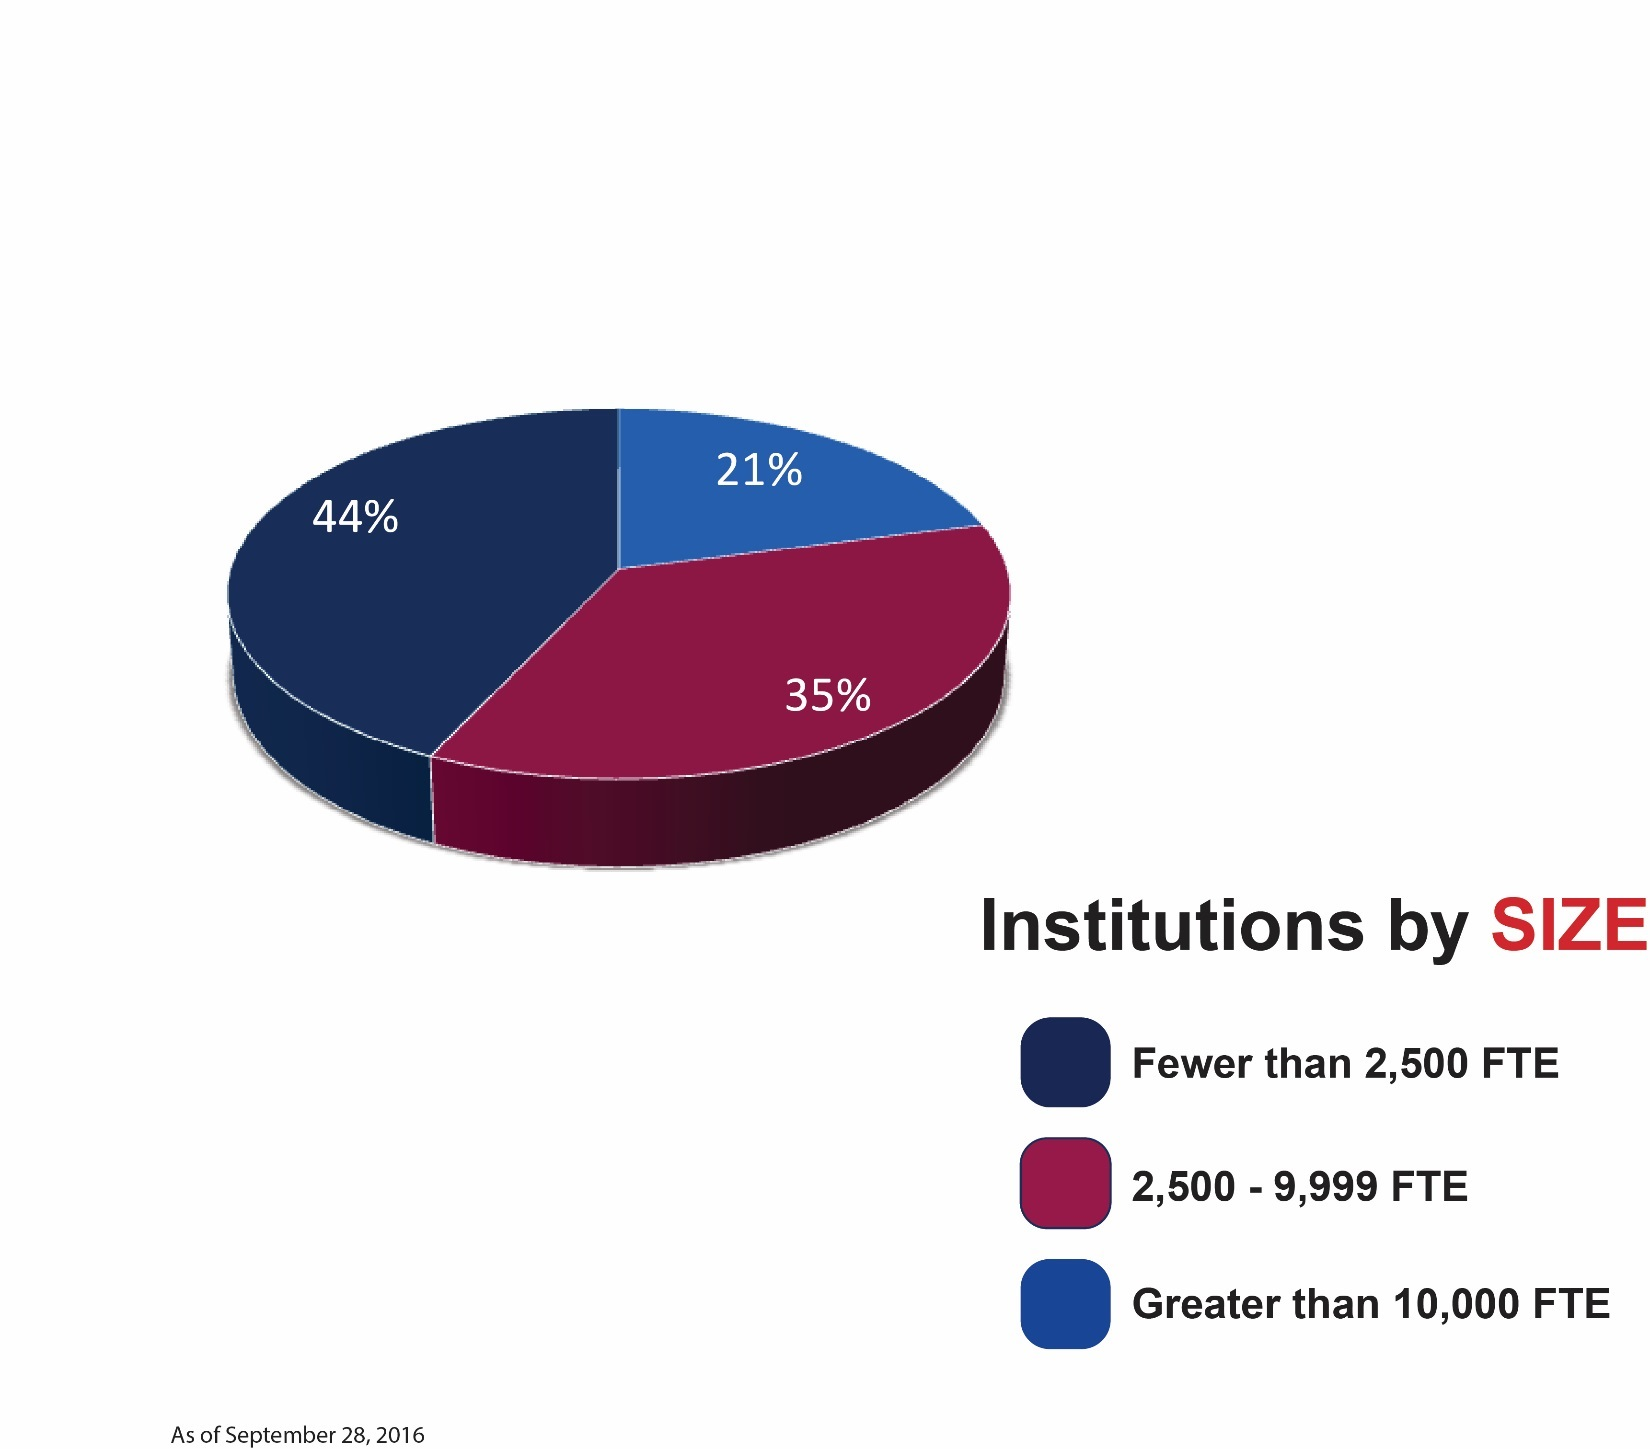 21%
44%
35%
Institutions by SIZE
Fewer than 2,500 FTE
2,500 - 9,999 FTE
Greater than 10,000 FTE
As of September 28, 2016